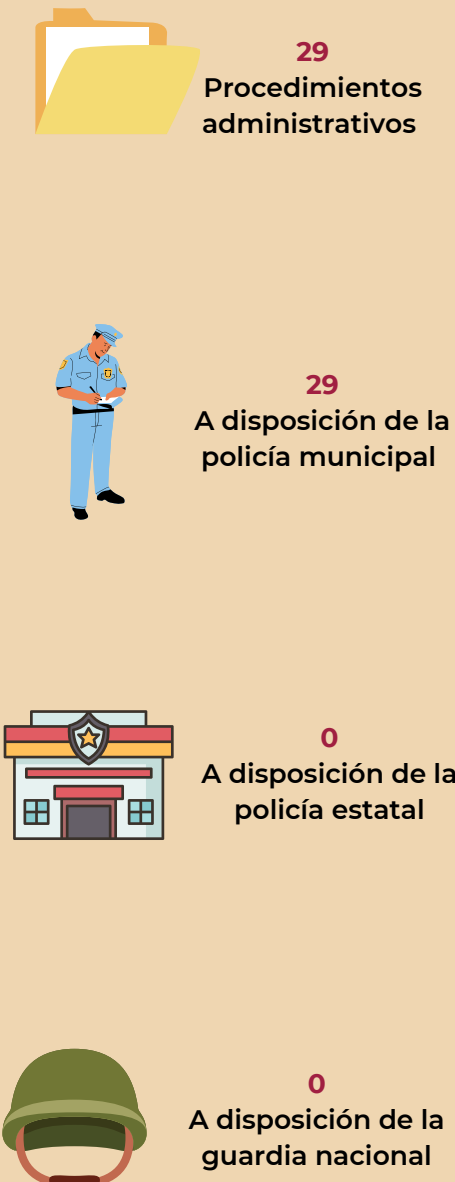 29
Procedimientos
administrativos
29
A disposición de la
policía municipal
0
A disposición de la
policía estatal
0
A disposición de la
guardia nacional